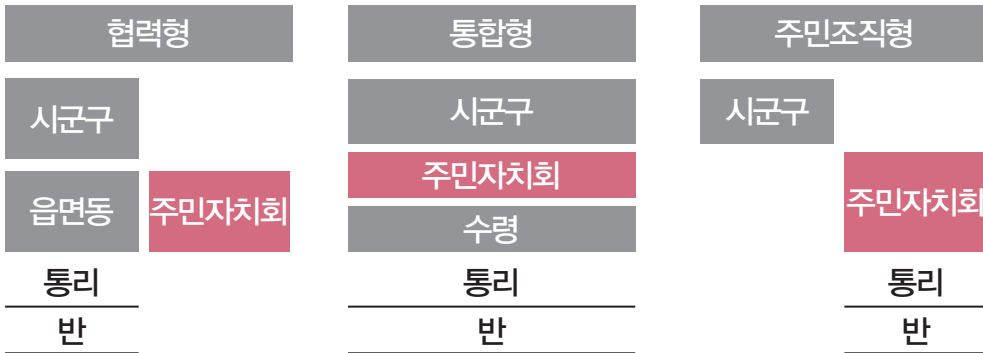 협력형
시군구
읍면동 주민자치회
통리
반
통합형
시군구
주민자치회
수령
통리
반
주민조직형
시군구
주민자치회
통리
반